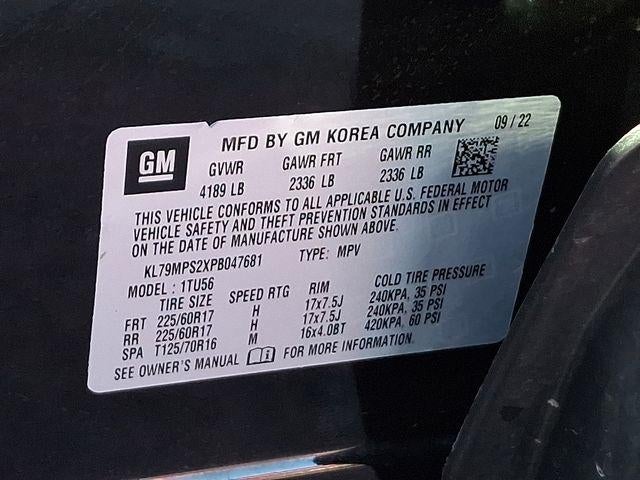 GM
MFD BY GM KOREA COMPANY 09 / 22
GVWR GAWR FRT GAWR RR
4189 LB 2336 LB 2336 LB
THIS VEHICLE CONFORMS TO ALL APPLICABLE U.S. FEDERAL MOTOR
VEHICLE SAFETY AND THEFT PREVENTION STANDARDS IN EFFECT
ON THE DATE OF MANUFACTURE SHOWN ABOVE.
KL79MPS2XPB047681 TYPE: MPV
MODEL : 1TU56
TIRE SIZE SPEED RTG RIM COLD TIRE PRESSURE
FRT 225/60R17 H 17x7.5J 240KPA, 35 PSI
RR 225/60R17 H 17x7.5J 240KPA, 35 PSI
SPA T125/70R16 M 16x4.0BT 420KPA, 60 PSI
SEE OWNER'S MANUAL FOR MORE INFORMATION.